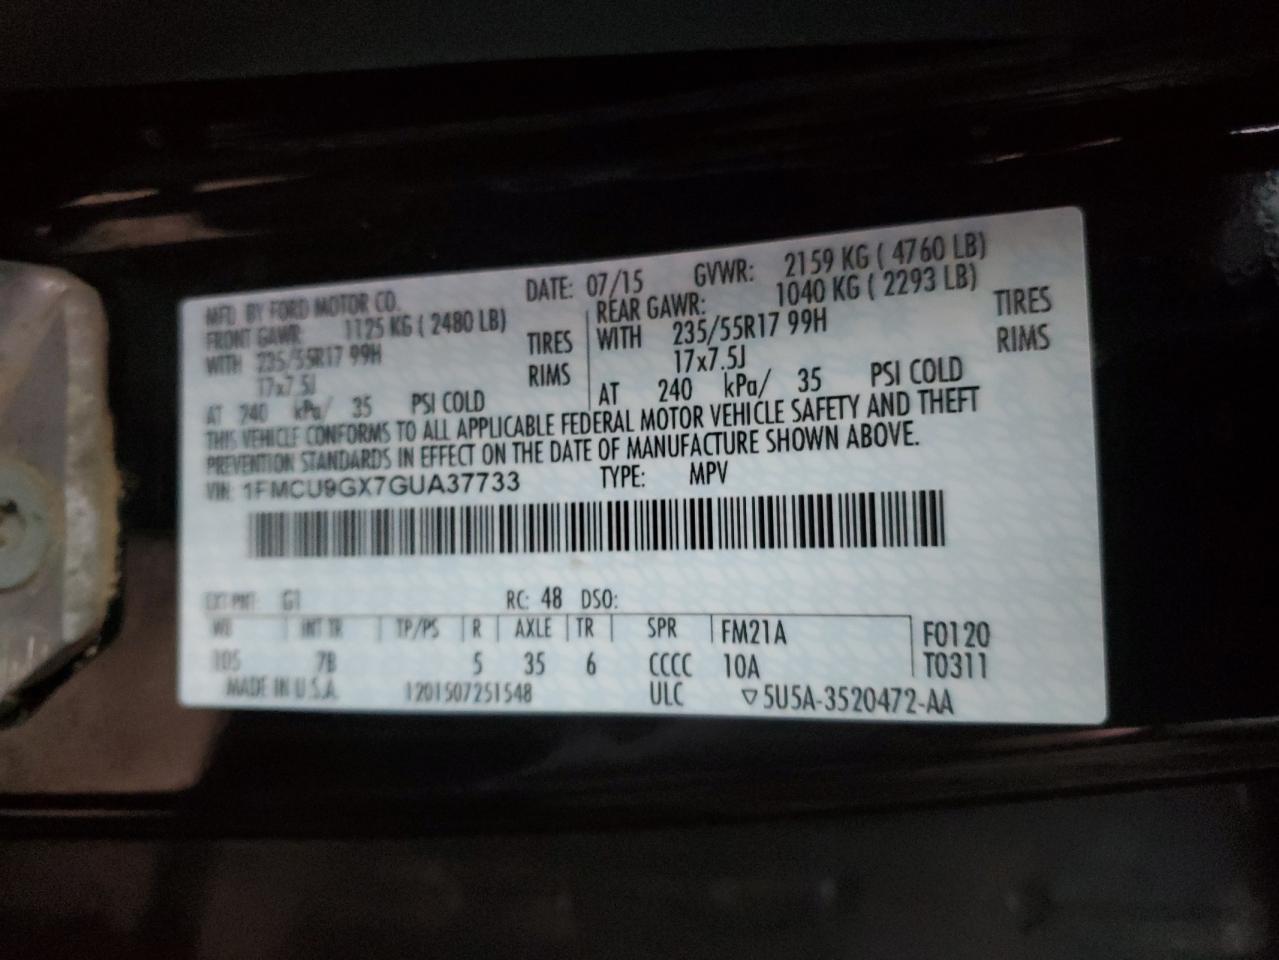 MFD. BY FORD MOTOR CO. DATE: 07/15 GVWR: 2159 KG ( 4760 LB)
FRONT GAWR: 1125 KG ( 2480 LB) REAR GAWR: 1040 KG ( 2293 LB)
WITH 235/55R17 99H TIRES WITH 235/55R17 99H TIRES
17x7.5J RIMS 17x7.5J RIMS
AT 240 kPa/ 35 PSI COLD AT 240 kPa/ 35 PSI COLD
THIS VEHICLE CONFORMS TO ALL APPLICABLE FEDERAL MOTOR VEHICLE SAFETY AND THEFT
PREVENTION STANDARDS IN EFFECT ON THE DATE OF MANUFACTURE SHOWN ABOVE.
VIN: 1FMCU9GX7GUA37733 TYPE: MPV
EXT PNT: G1 RC: 48 DSO:
WB INT TR TP/PS R AXLE TR SPR FM21A F0120
105 7B 5 35 6 CCCC 10A T0311
MADE IN U.S.A. 1201507251548 ULC ▽5U5A-3520472-AA